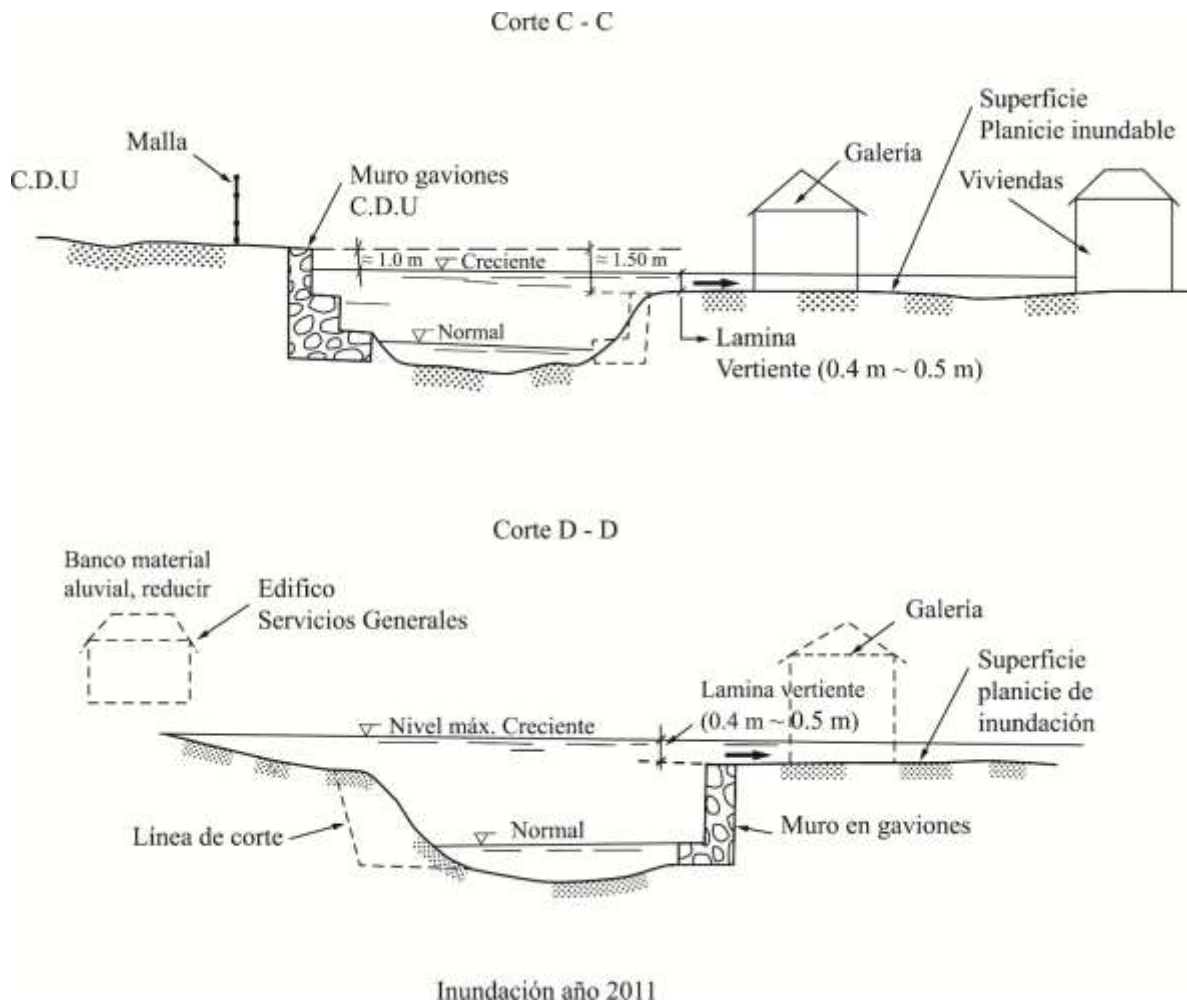 Corte C - C
Superficie
Planicie inundable
Malla
Galería
C.D.U
Muro gaviones
C.D.U
Viviendas
≈ 1.0 m
Creciente
≈ 1.50 m
Normal
Lamina
Vertiente (0.4 m ~ 0.5 m)
Corte D - D
Banco material
aluvial, reducir
Edifico
Servicios Generales
Galería
Superficie
planicie de
inundación
Lamina vertiente
(0.4 m ~ 0.5 m)
Nivel máx. Creciente
Línea de corte
Normal
Muro en gaviones
Inundación año 2011